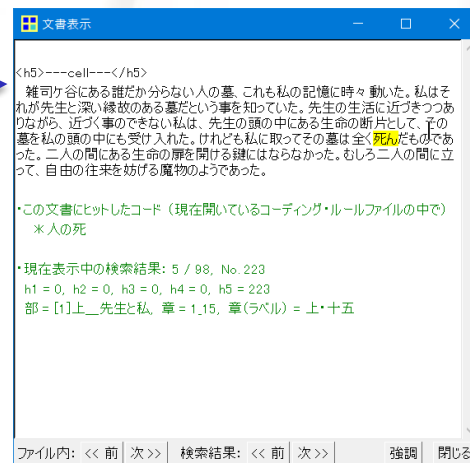 文書表示
<h5>---cell---</h5>
雑司ケ谷にある誰だか分らない人の墓、これも私の記憶に時々動いた。私はそ
れが先生と深い縁故のある墓だという事を知っていた。先生の生活に近づきつつあ
りながら、近づく事のできない私は、先生の頭の中にある生命の断片として、その
墓を私の頭の中にも受け入れた。けれども私に取ってその墓は全く死んだものであ
った。二人の間にある生命の扉を開ける鍵にはならなかった。むしろ二人の間に立
って、自由の往来を妨げる魔物のようであった。
・この文書にヒットしたコード（現在開いているコーディング・ルールファイルの中で）
＊人の死
・現在表示中の検索結果: 5 / 98, No. 223
h1 = 0, h2 = 0, h3 = 0, h4 = 0, h5 = 223
部 = [1]上__先生と私, 章 = 1_15, 章(ラベル) = 上・十五
ファイル内: << 前 次 >> 検索結果: << 前 次 >> 強調 閉じる